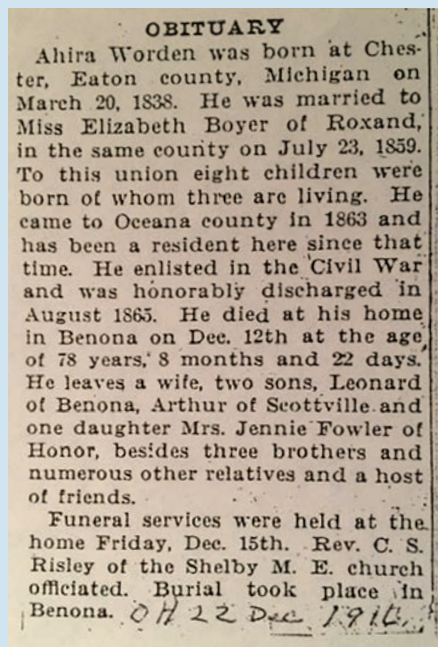 OBITUARY
Ahira Worden was born at Ches-
ter, Eaton county, Michigan on
March 20, 1838. He was married to
Miss Elizabeth Boyer of Roxand,
in the same county on July 23, 1859.
To this union eight children were
born of whom three are living. He
came to Oceana county in 1863 and
has been a resident here since that
time. He enlisted in the Civil War
and was honorably discharged in
August 1865. He died at his home
in Benona on Dec. 12th at the age
of 78 years, 8 months and 22 days.
He leaves a wife, two sons, Leonard
of Benona, Arthur of Scottville and
one daughter Mrs. Jennie Fowler of
Honor, besides three brothers and
numerous other relatives and a host
of friends.
Funeral services were held at the
home Friday, Dec. 15th. Rev. C. S.
Risley of the Shelby M. E. church
officiated. Burial took place in
Benona. OH 22 Dec 1916